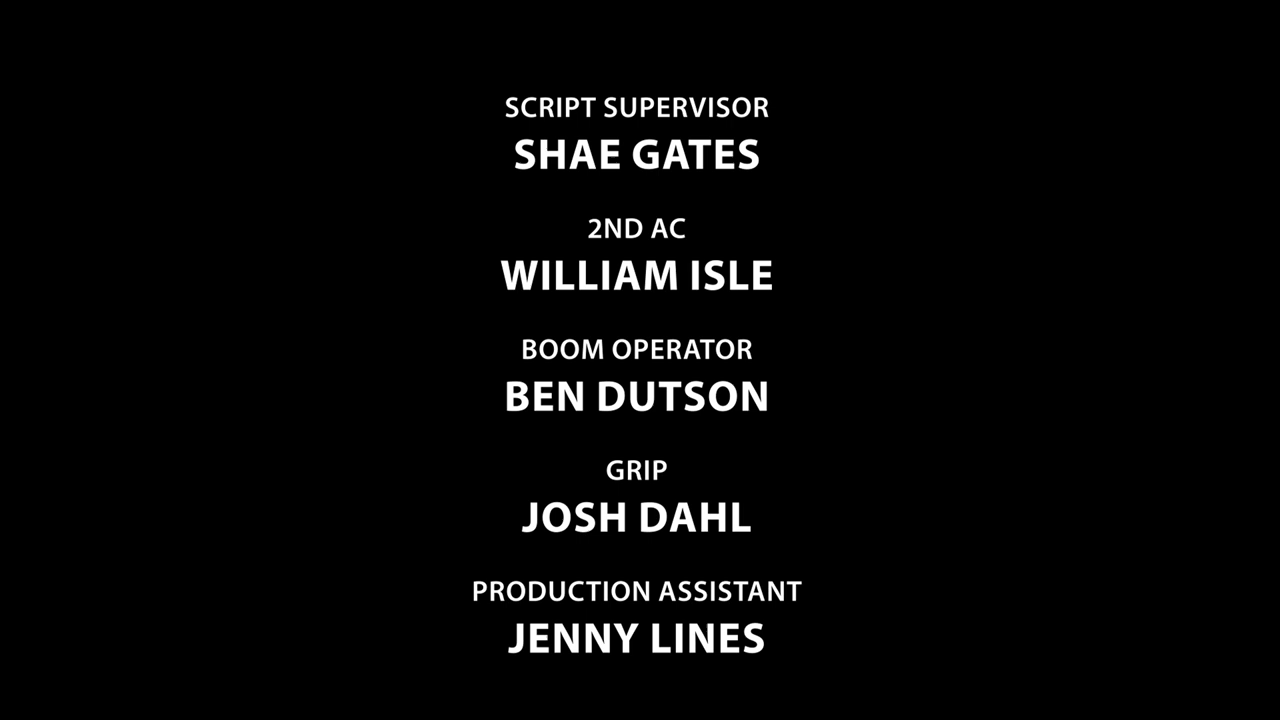 SCRIPT SUPERVISOR
SHAE GATES
2ND AC
WILLIAM ISLE
BOOM OPERATOR
BEN DUTSON
GRIP
JOSH DAHL
PRODUCTION ASSISTANT
JENNY LINES